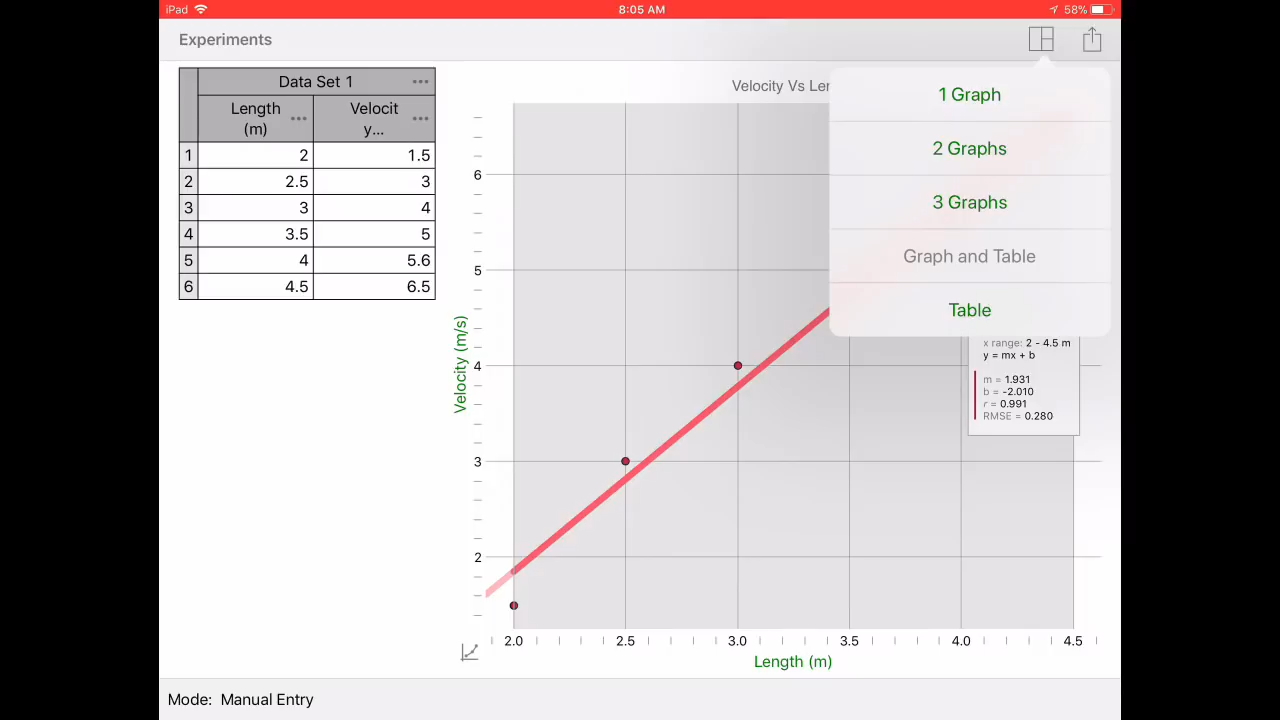 iPad 8:05 AM 58%
Experiments
Data Set 1 •••
Length (m) ••• Velocity... •••
1 2 1.5
2 2.5 3
3 3 4
4 3.5 5
5 4 5.6
6 4.5 6.5
Velocity Vs Ler
1 Graph
2 Graphs
3 Graphs
Graph and Table
Table
x range: 2 - 4.5 m
y = mx + b
m = 1.931
b = -2.010
r = 0.991
RMSE = 0.280
6
5
4
3
2
Velocity (m/s)
2.0 2.5 3.0 3.5 4.0 4.5
Length (m)
Mode: Manual Entry